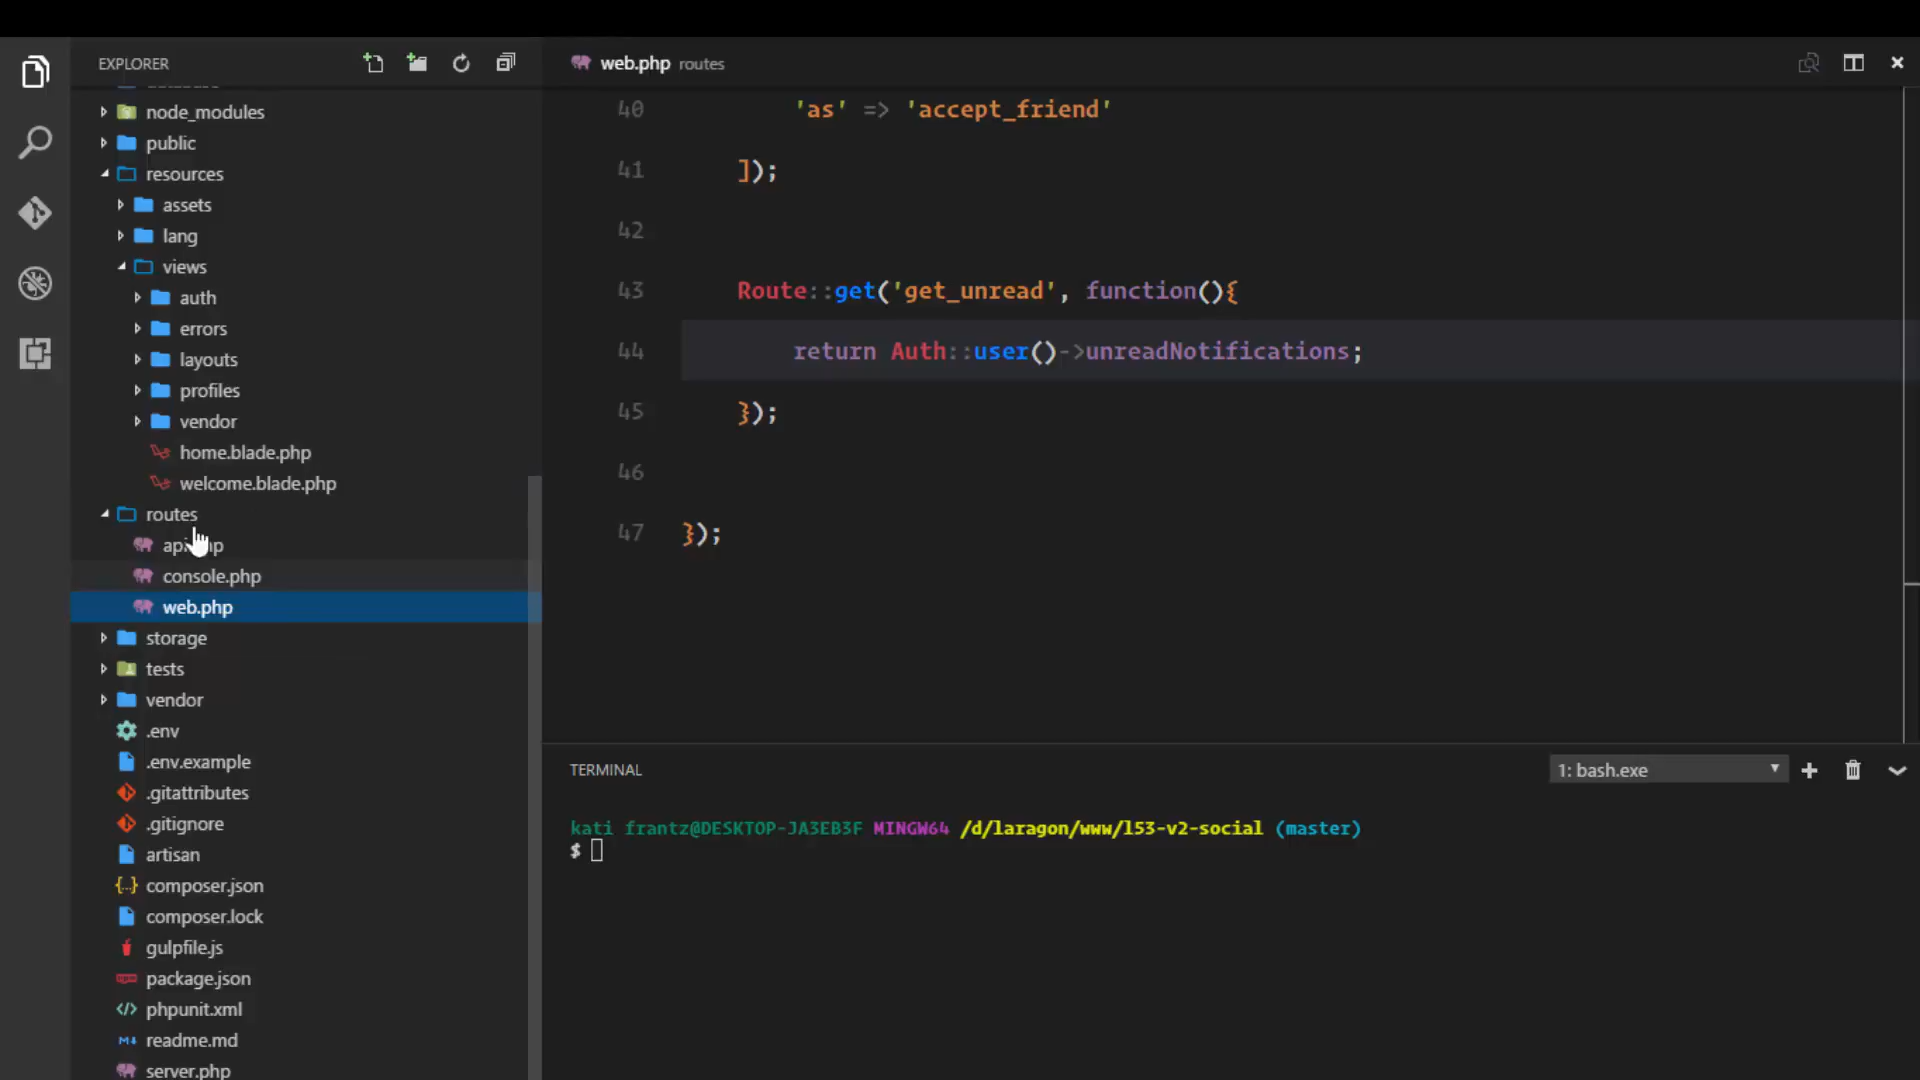 EXPLORER
node_modules
public
resources
assets
lang
views
auth
errors
layouts
profiles
vendor
home.blade.php
welcome.blade.php
routes
console.php
web.php
storage
tests
vendor
.env
.env.example
.gitattributes
.gitignore
artisan
composer.json
composer.lock
gulpfile.js
package.json
phpunit.xml
readme.md
server.php
web.php routes
40 'as' => 'accept_friend'
41 ]);
42
43 Route::get('get_unread', function(){
44 return Auth::user()->unreadNotifications;
45 });
46
47 });
TERMINAL
1: bash.exe
kati frantz@DESKTOP-JA3EB3F MINGW64 /d/laragon/www/l53-v2-social (master)
$